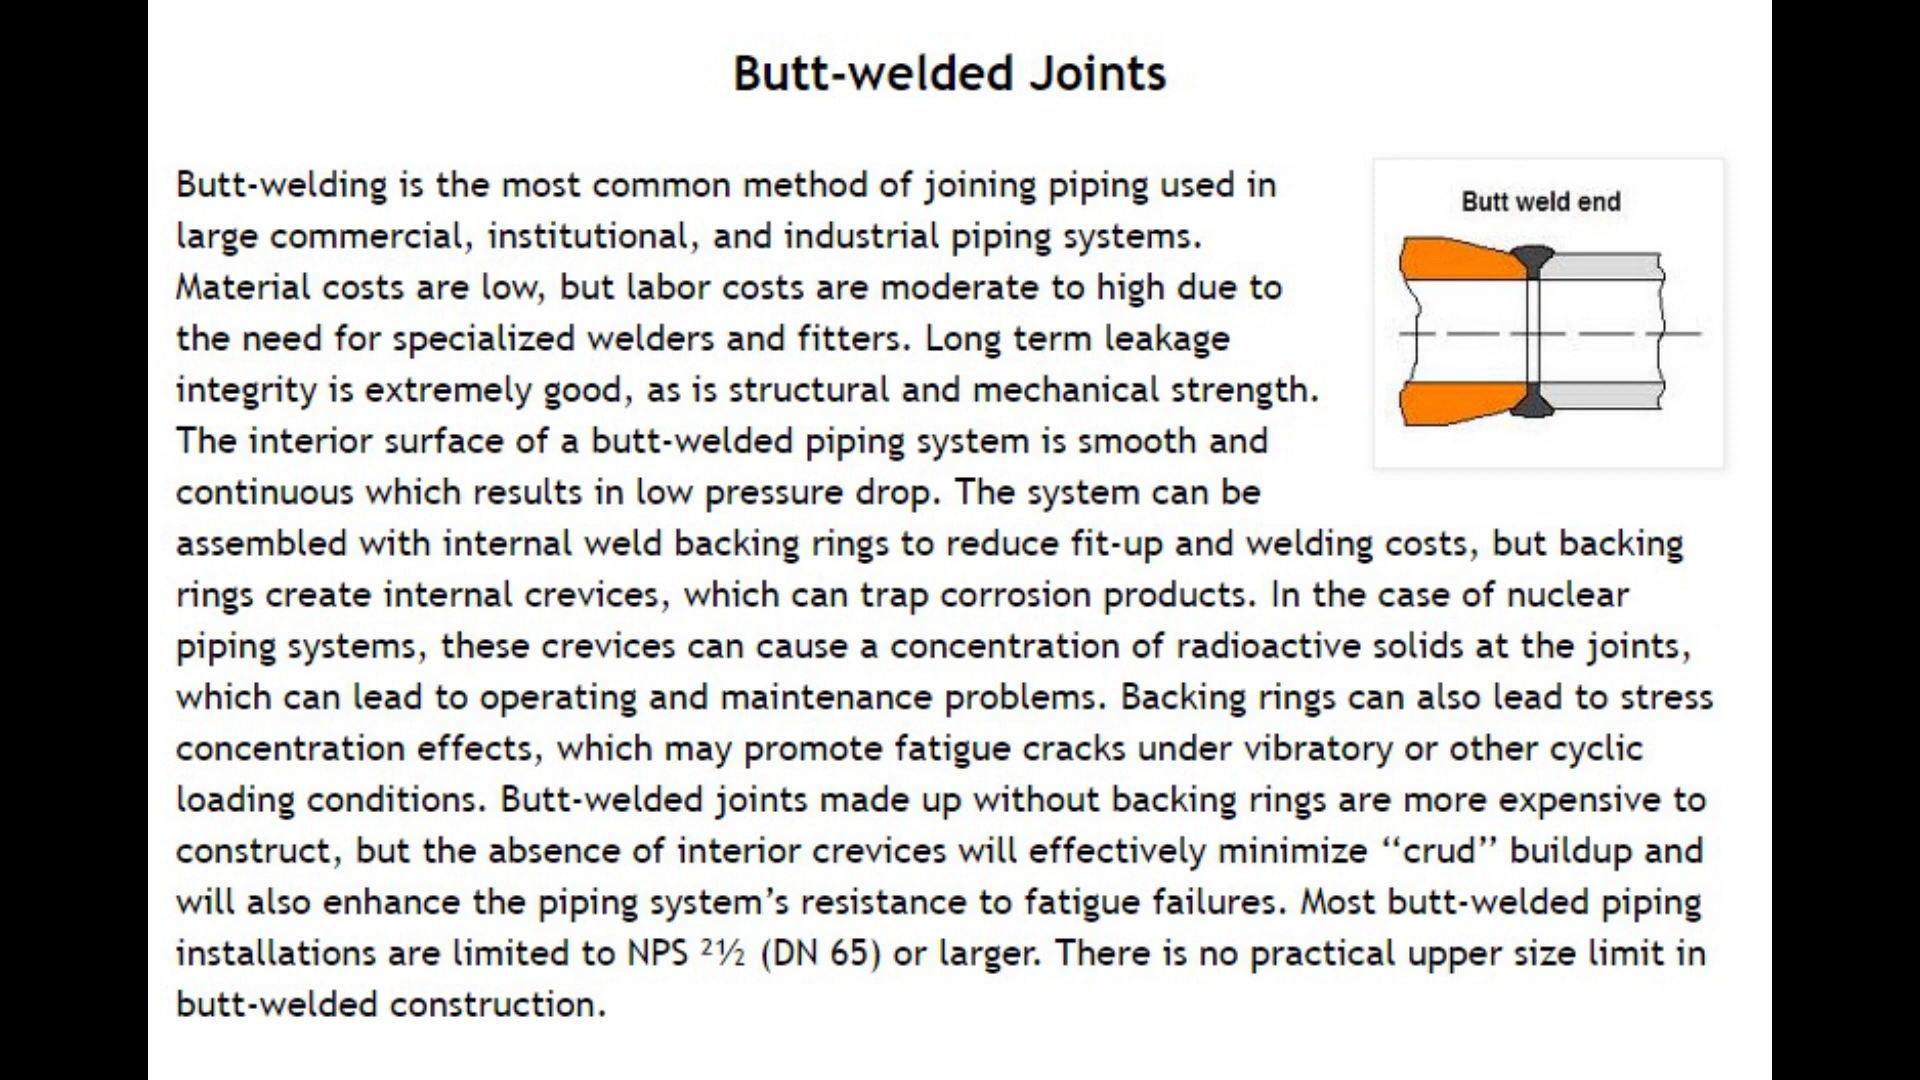 Butt-welded Joints
Butt-welding is the most common method of joining piping used in
large commercial, institutional, and industrial piping systems.
Material costs are low, but labor costs are moderate to high due to
the need for specialized welders and fitters. Long term leakage
integrity is extremely good, as is structural and mechanical strength.
The interior surface of a butt-welded piping system is smooth and
continuous which results in low pressure drop. The system can be
assembled with internal weld backing rings to reduce fit-up and welding costs, but backing
rings create internal crevices, which can trap corrosion products. In the case of nuclear
piping systems, these crevices can cause a concentration of radioactive solids at the joints,
which can lead to operating and maintenance problems. Backing rings can also lead to stress
concentration effects, which may promote fatigue cracks under vibratory or other cyclic
loading conditions. Butt-welded joints made up without backing rings are more expensive to
construct, but the absence of interior crevices will effectively minimize ‘‘crud’’ buildup and
will also enhance the piping system’s resistance to fatigue failures. Most butt-welded piping
installations are limited to NPS ²½ (DN 65) or larger. There is no practical upper size limit in
butt-welded construction.
Butt weld end